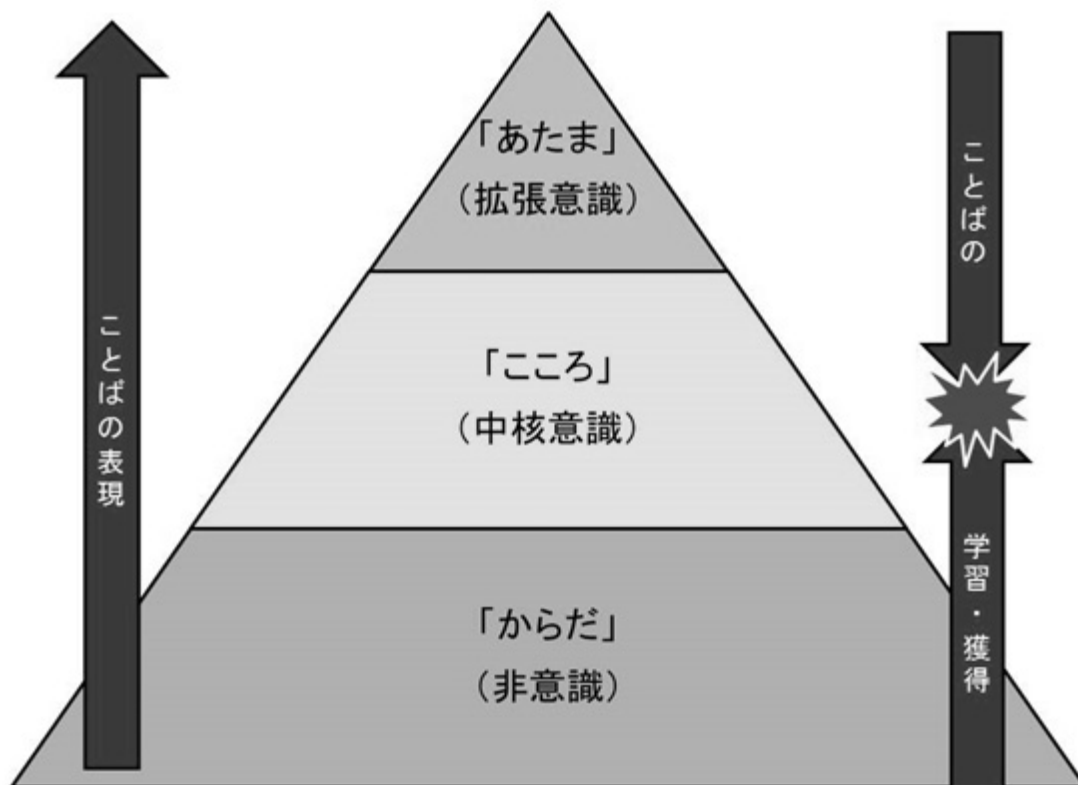 「あたま」
（拡張意識）
「こころ」
（中核意識）
「からだ」
（非意識）
ことばの表現
ことばの
学習・獲得